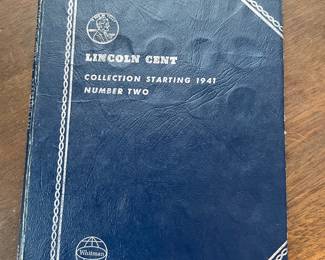 LINCOLN CENT
COLLECTION STARTING 1941
NUMBER TWO
Whitman